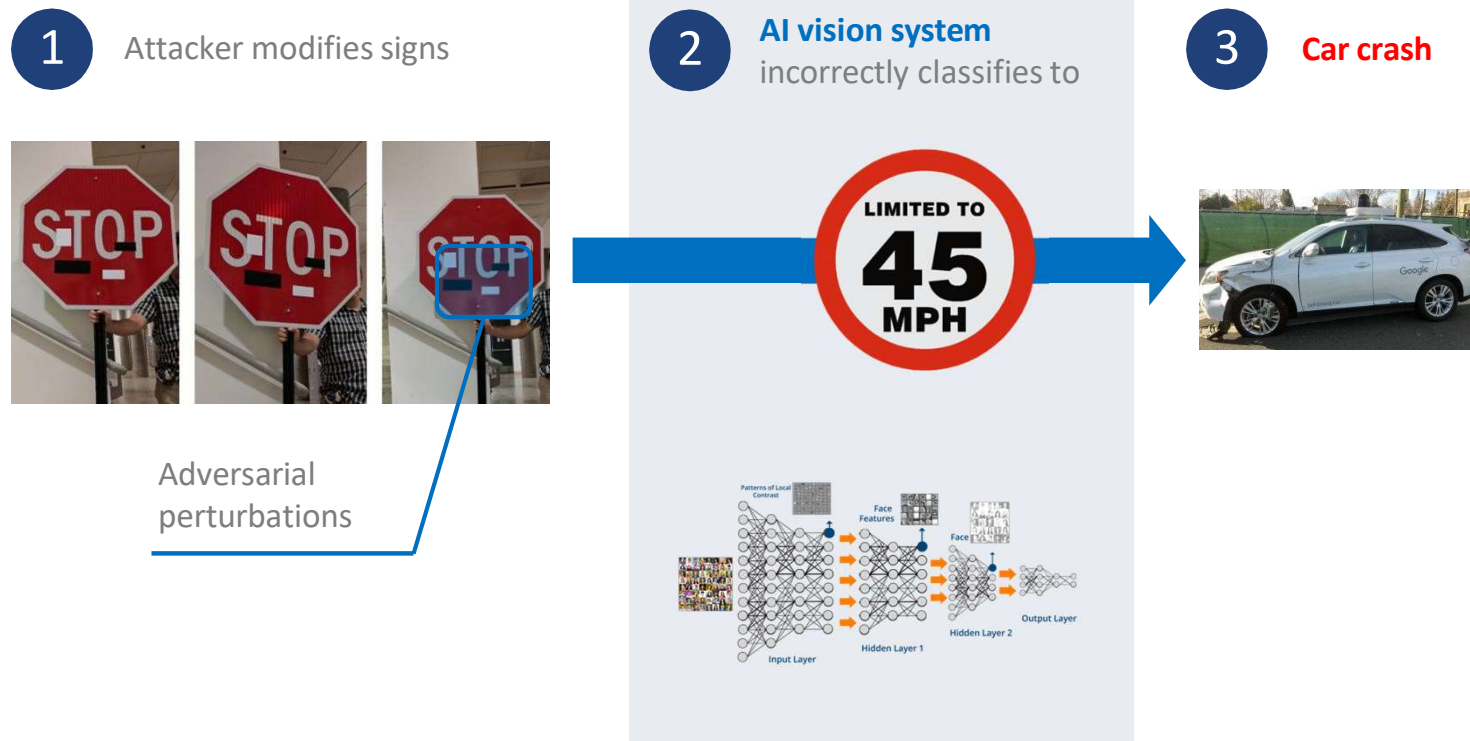 1
Attacker modifies signs
2
AI vision system
incorrectly classifies to
3
Car crash
STOP
STOP
STOP
LIMITED TO
45
MPH
Google
Adversarial
perturbations
Patterns of Local
Contrast
Face
Features
Face
Input Layer
Hidden Layer 1
Hidden Layer 2
Output Layer